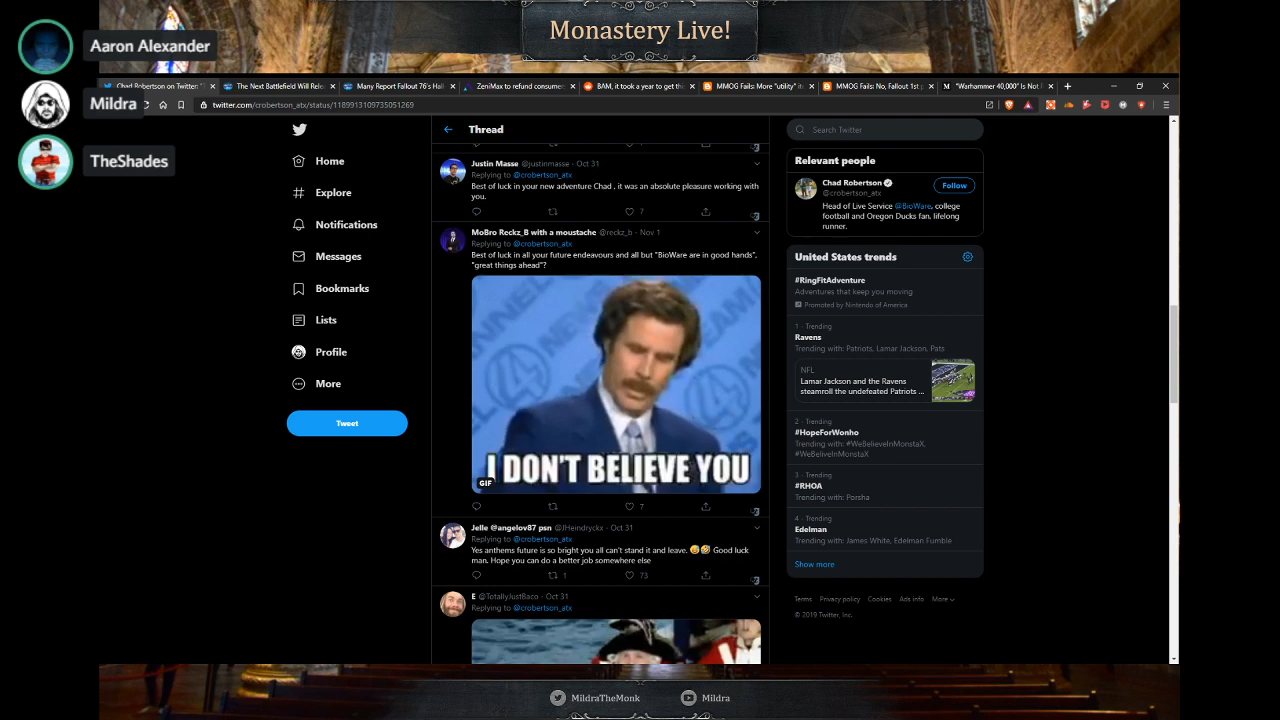 Monastery Live!
Aaron Alexander
Mildra
TheShades
Chad Robertson on Twitter: "T
The Next Battlefield Will Rele
Many Report Fallout 76's Hal
ZeniMax to refund consumer
BAM, it took a year to get thi
MMOG Fails: More "utility" it
MMOG Fails: No, Fallout 1st p
"Warhammer 40,000" Is Not
twitter.com/crobertson_atx/status/1189913109735051269
Home
Explore
Notifications
Messages
Bookmarks
Lists
Profile
More
Tweet
Thread
Justin Masse @justinmasse · Oct 31
Replying to @crobertson_atx
Best of luck in your new adventure Chad , it was an absolute pleasure working with
you.
7
MoBro Reckz_B with a moustache @reckz_b · Nov 1
Replying to @crobertson_atx
Best of luck in all your future endeavours and all but "BioWare are in good hands",
"great things ahead"?
I DON'T BELIEVE YOU
GIF
7
Jelle @angelov87 psn @JHeindryckx · Oct 31
Replying to @crobertson_atx
Yes anthems future is so bright you all can't stand it and leave. 😅🤣 Good luck
man. Hope you can do a better job somewhere else
1
73
E @TotallyJustBaco · Oct 31
Replying to @crobertson_atx
Search Twitter
Relevant people
Chad Robertson
@crobertson_atx
Follow
Head of Live Service @BioWare, college
football and Oregon Ducks fan, lifelong
runner.
United States trends
#RingFitAdventure
Adventures that keep you moving
Promoted by Nintendo of America
1 · Trending
Ravens
Trending with: Patriots, Lamar Jackson, Pats
NFL
Lamar Jackson and the Ravens
steamroll the undefeated Patriots ...
2 · Trending
#HopeForWonho
Trending with: #WeBelieveInMonstaX,
#WeBeliveInMonstaX
3 · Trending
#RHOA
Trending with: Porsha
4 · Trending
Edelman
Trending with: James White, Edelman Fumble
Show more
Terms Privacy policy Cookies Ads info More
© 2019 Twitter, Inc.
MildraTheMonk
Mildra